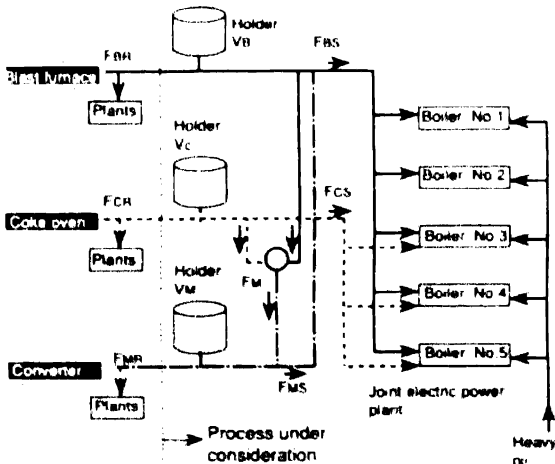 Holder
VB
FBR
FBS
Blast furnace
Plants
Boiler No 1
Holder
Vc
Boiler No 2
FCR
FCS
Coke oven
Boiler No 3
Plants
Holder
VM
FM
Boiler No 4
FMR
Boiler No 5
Converter
FMS
Joint electric power
plant
Plants
Process under
consideration
Heavy